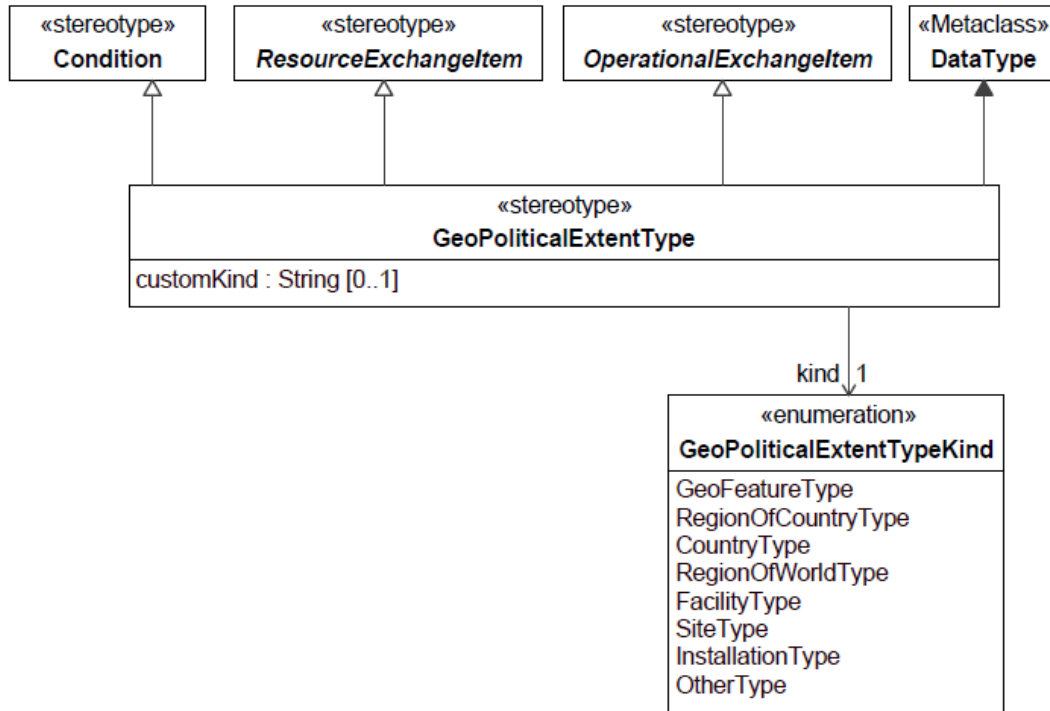 «stereotype»
Condition
«stereotype»
ResourceExchangeItem
«stereotype»
OperationalExchangeItem
«Metaclass»
DataType
«stereotype»
GeoPoliticalExtentType
customKind : String [0..1]
kind 1
«enumeration»
GeoPoliticalExtentTypeKind
GeoFeatureType
RegionOfCountryType
CountryType
RegionOfWorldType
FacilityType
SiteType
InstallationType
OtherType